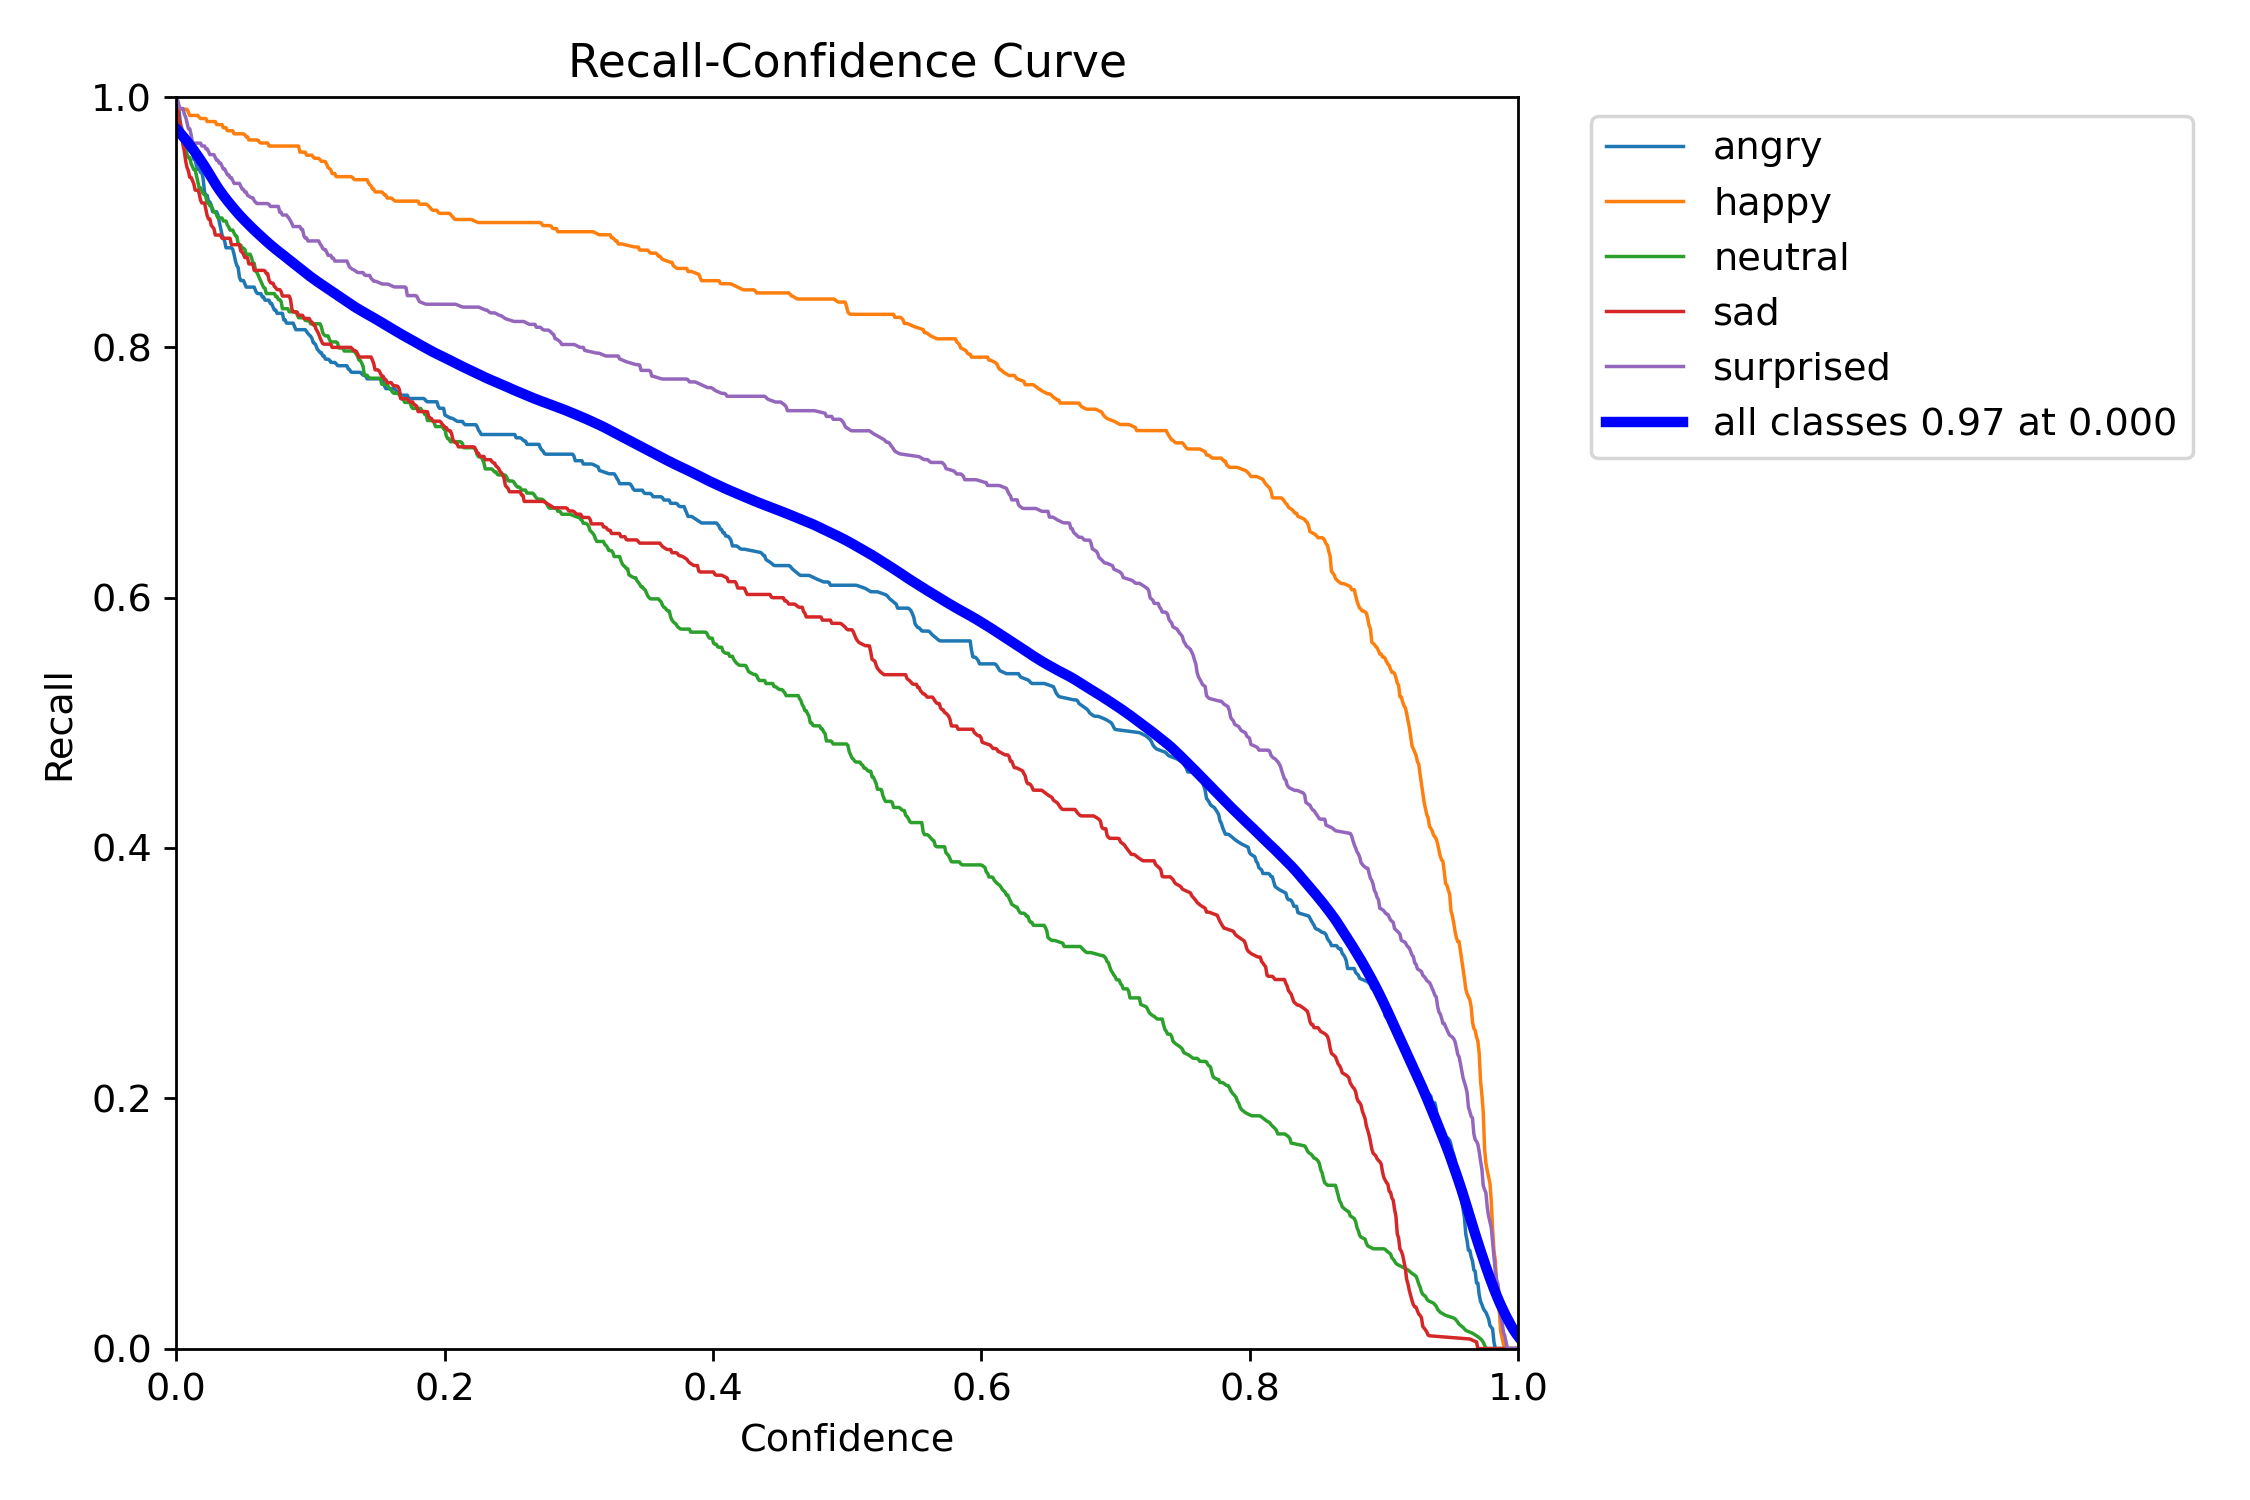 Recall-Confidence Curve
1.0
0.8
0.6
0.4
0.2
0.0
Recall
0.0 0.2 0.4 0.6 0.8 1.0
Confidence
angry
happy
neutral
sad
surprised
all classes 0.97 at 0.000